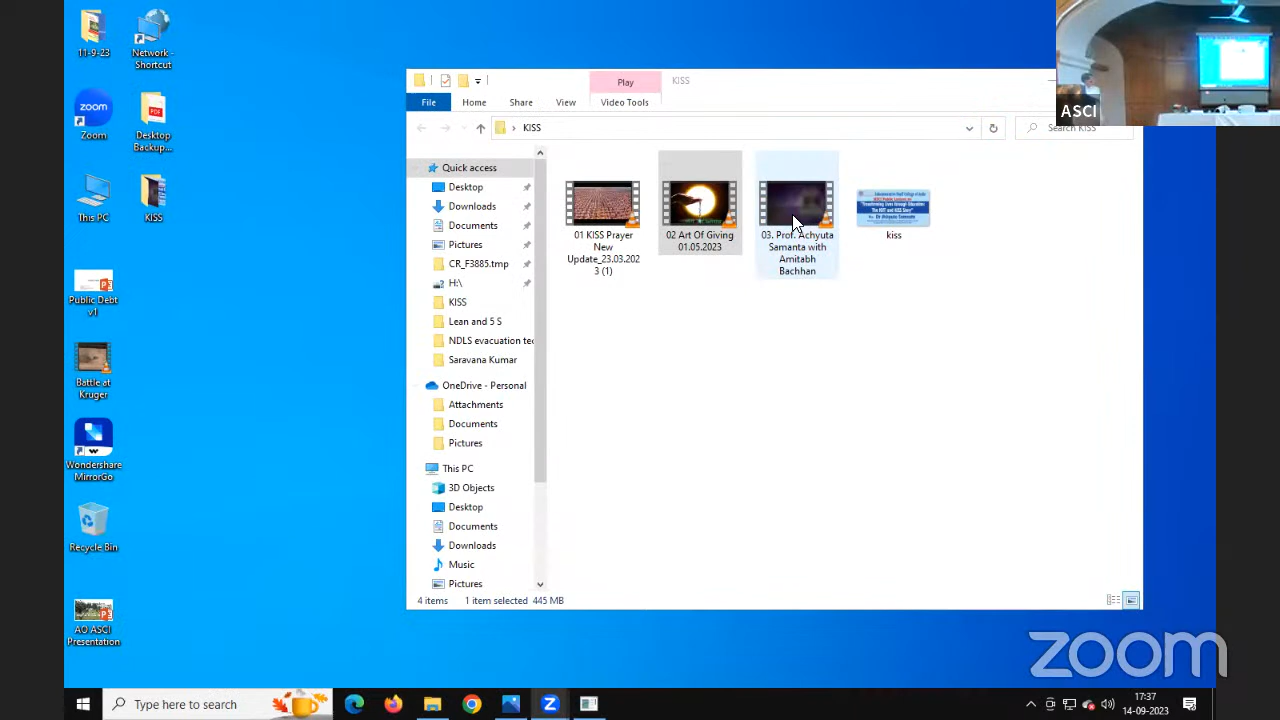 11-9-23
Network -
Shortcut
Zoom
Desktop
Backup...
This PC
KISS
Public Debt
v1
Battle at
Kruger
Wondershare
MirrorGo
Recycle Bin
AO ASCI
Presentation
Play
KISS
File
Home
Share
View
Video Tools
KISS
Search KISS
Quick access
Desktop
Downloads
Documents
Pictures
CR_F3885.tmp
H:\
KISS
Lean and 5 S
NDLS evacuation tec
Saravana Kumar
OneDrive - Personal
Attachments
Documents
Pictures
This PC
3D Objects
Desktop
Documents
Downloads
Music
Pictures
01 KISS Prayer
New
Update_23.03.202
3 (1)
02 Art Of Giving
01.05.2023
03. Prof. Achyuta
Samanta with
Amitabh
Bachhan
kiss
4 items
1 item selected 445 MB
ASCI
zoom
Type here to search
17:37
14-09-2023